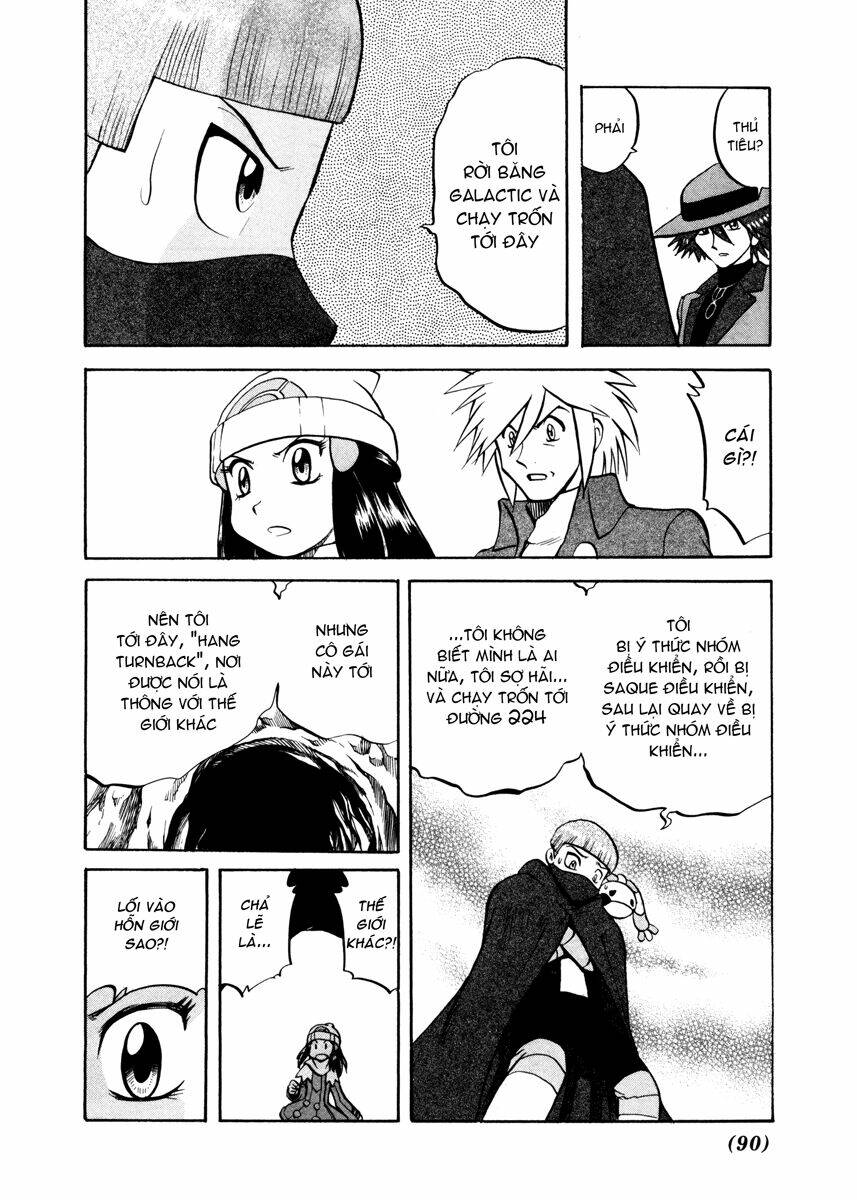 THỦ
TIÊU?
PHẢI
TÔI
RỜI BĂNG
GALACTIC VÀ
CHẠY TRỐN
TỚI ĐÂY
CÁI
GÌ?!
TÔI
BỊ Ý THỨC NHÓM
ĐIỀU KHIỂN, RỒI BỊ
SAQUE ĐIỀU KHIỂN,
SAU LẠI QUAY VỀ BỊ
Ý THỨC NHÓM ĐIỀU
KHIỂN...
...TÔI KHÔNG
BIẾT MÌNH LÀ AI
NỮA, TÔI SỢ HÃI...
VÀ CHẠY TRỐN TỚI
ĐƯỜNG 224
NHƯNG
CÔ GÁI
NÀY TỚI
NÊN TÔI
TỚI ĐÂY, "HANG
TURNBACK", NƠI
ĐƯỢC NÓI LÀ
THÔNG VỚI THẾ
GIỚI KHÁC
THẾ
GIỚI
KHÁC?!
CHẢ
LẼ
LÀ...
LỐI VÀO
HỖN GIỚI
SAO?!
(90)